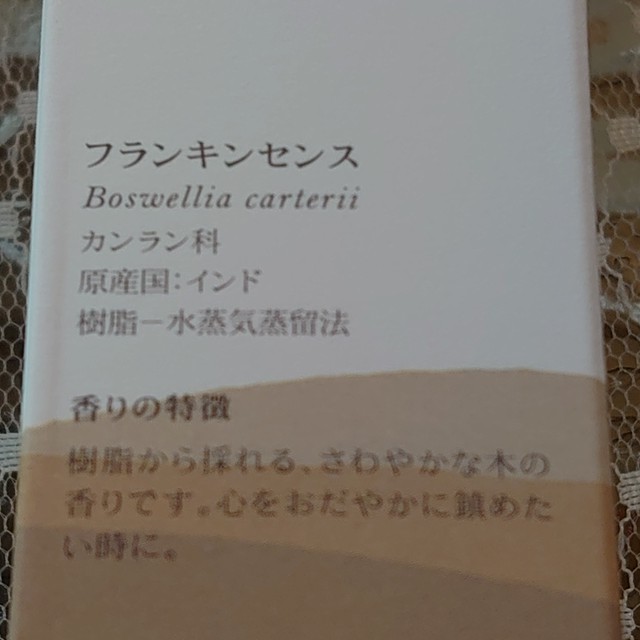 フランキンセンス
Boswellia carterii
カンラン科
原産国：インド
樹脂－水蒸気蒸留法
香りの特徴
樹脂から採れる、さわやかな木の
香りです。心をおだやかに鎮めた
い時に。